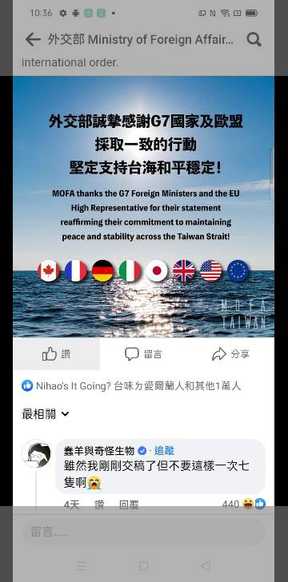 10:36
外交部 Ministry of Foreign Affair...
international order.
外交部誠摯感謝G7國家及歐盟
採取一致的行動
堅定支持台海和平穩定!
MOFA thanks the G7 Foreign Ministers and the EU
High Representative for their statement
reaffirming their commitment to maintaining
peace and stability across the Taiwan Strait!
MOFA
TAIWAN
讚 留言 分享
Nihao's It Going? 台味ㄉ愛爾蘭人和其他1萬人
最相關
蠢羊與奇怪生物 · 追蹤
雖然我剛剛交稿了但不要這樣一次七
隻啊😭
4天 讚 回覆 440
留言......